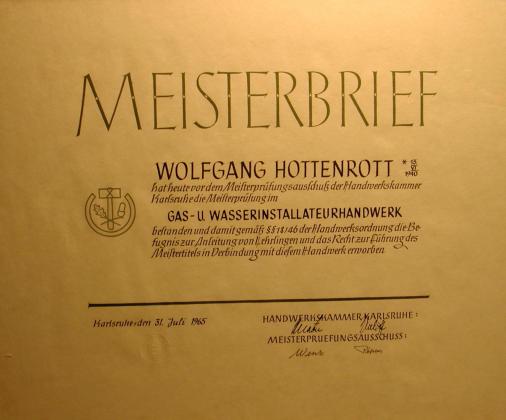 MEISTERBRIEF
WOLFGANG HOTTENROTT * 1940
hat heute vor dem Meisterprüfungsausschuß der Handwerkskammer
Karlsruhe die Meisterprüfung im
GAS- U. WASSERINSTALLATEURHANDWERK
bestanden und damit gemäß §§ 18/46 der Handwerksordnung die Be-
fugnis zur Anleitung von Lehrlingen und das Recht zur Führung des
Meistertitels in Verbindung mit diesem Handwerk erworben
Karlsruhe, den 31. Juli 1965
HANDWERKSKAMMER KARLSRUHE:
MEISTERPRUEFUNGSAUSSCHUSS: